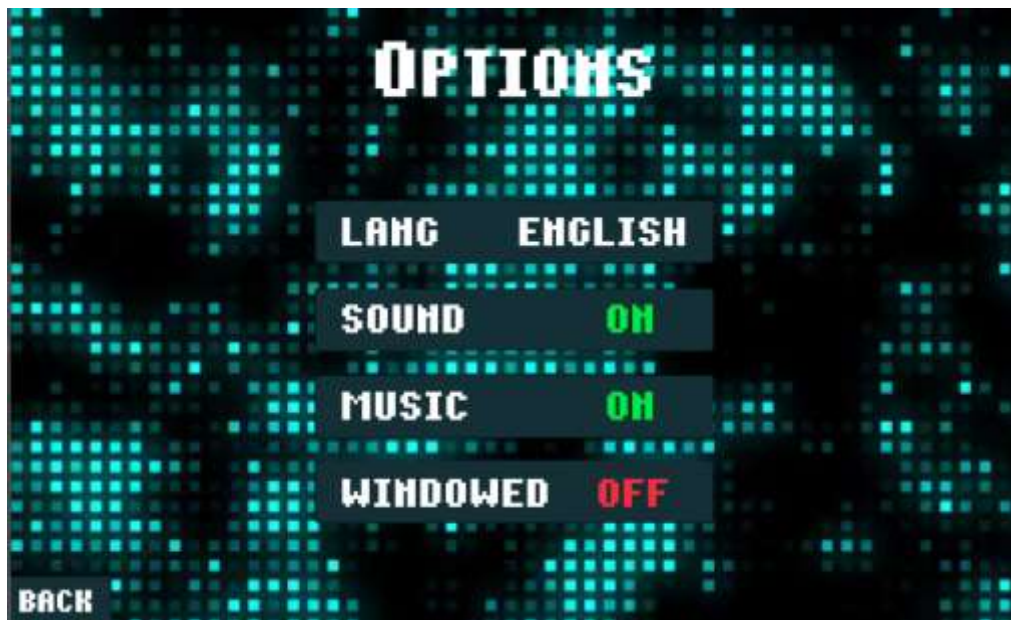 OPTIONS
LANG ENGLISH
SOUND ON
MUSIC ON
WINDOWED OFF
BACK